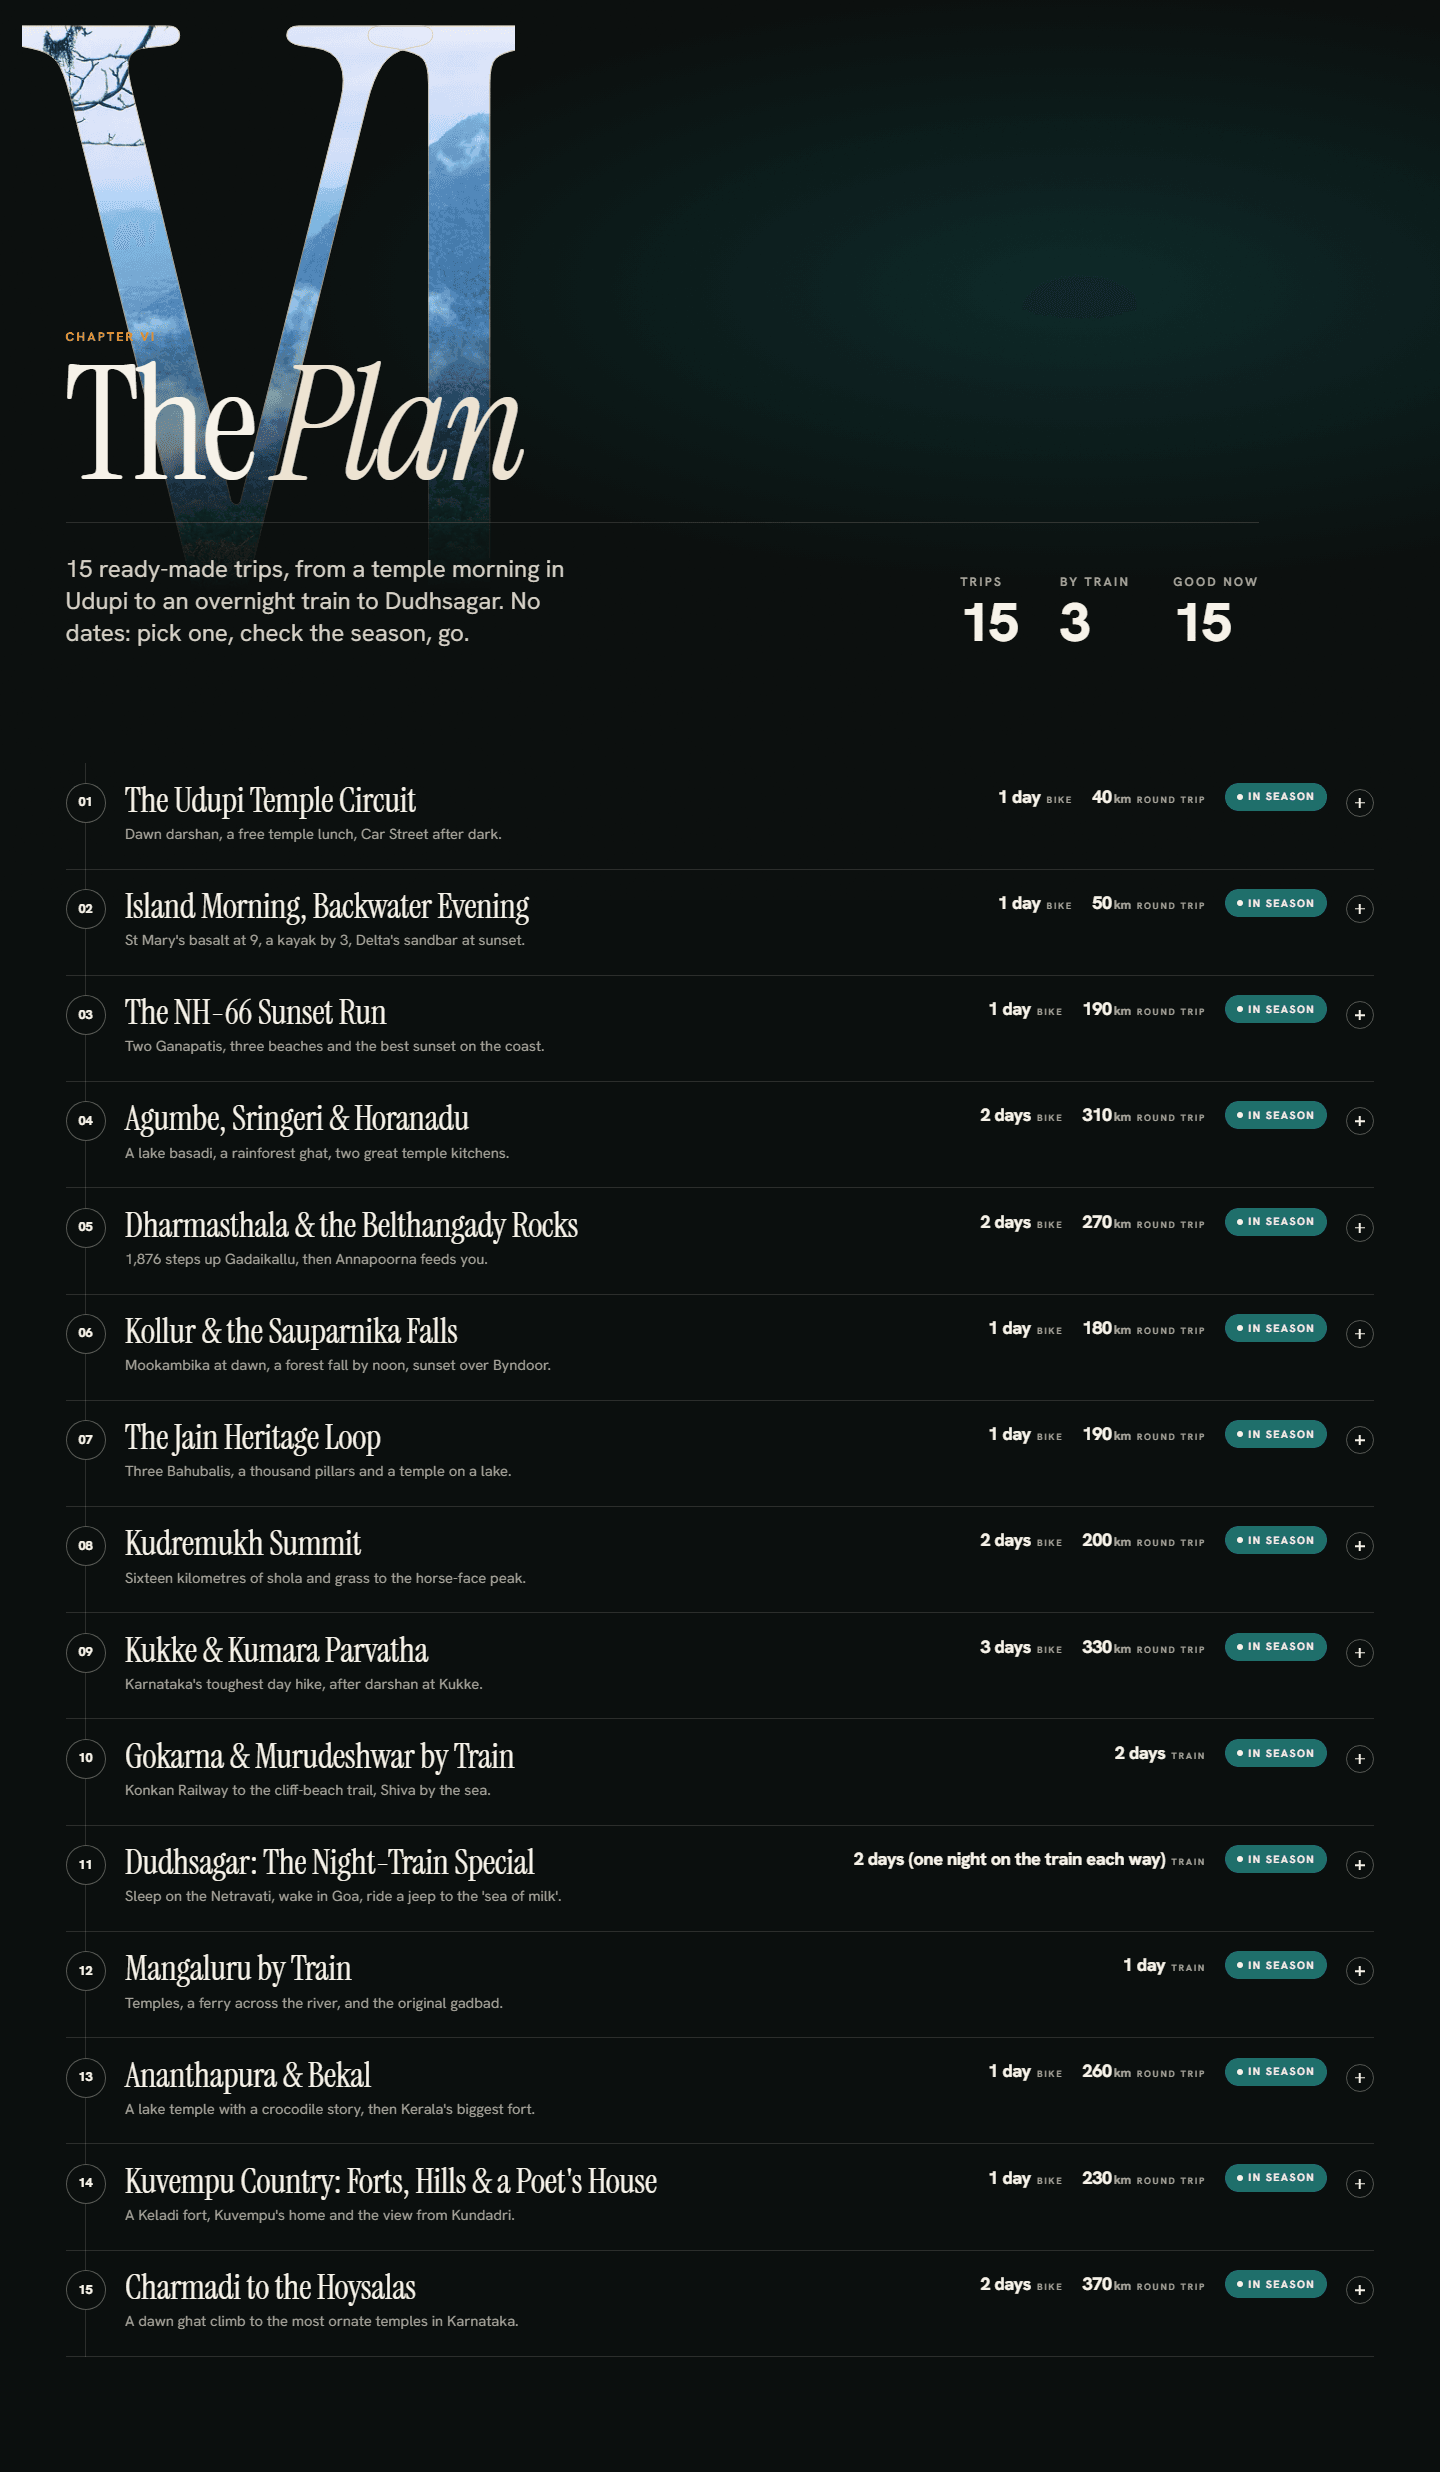 VI
CHAPTER VI
The Plan
15 ready-made trips, from a temple morning in
Udupi to an overnight train to Dudhsagar. No
dates: pick one, check the season, go.
TRIPS BY TRAIN GOOD NOW
15 3 15
01 The Udupi Temple Circuit 1 day BIKE 40km ROUND TRIP IN SEASON +
Dawn darshan, a free temple lunch, Car Street after dark.
02 Island Morning, Backwater Evening 1 day BIKE 50km ROUND TRIP IN SEASON +
St Mary's basalt at 9, a kayak by 3, Delta's sandbar at sunset.
03 The NH-66 Sunset Run 1 day BIKE 190km ROUND TRIP IN SEASON +
Two Ganapatis, three beaches and the best sunset on the coast.
04 Agumbe, Sringeri & Horanadu 2 days BIKE 310km ROUND TRIP IN SEASON +
A lake basadi, a rainforest ghat, two great temple kitchens.
05 Dharmasthala & the Belthangady Rocks 2 days BIKE 270km ROUND TRIP IN SEASON +
1,876 steps up Gadaikallu, then Annapoorna feeds you.
06 Kollur & the Sauparnika Falls 1 day BIKE 180km ROUND TRIP IN SEASON +
Mookambika at dawn, a forest fall by noon, sunset over Byndoor.
07 The Jain Heritage Loop 1 day BIKE 190km ROUND TRIP IN SEASON +
Three Bahubalis, a thousand pillars and a temple on a lake.
08 Kudremukh Summit 2 days BIKE 200km ROUND TRIP IN SEASON +
Sixteen kilometres of shola and grass to the horse-face peak.
09 Kukke & Kumara Parvatha 3 days BIKE 330km ROUND TRIP IN SEASON +
Karnataka's toughest day hike, after darshan at Kukke.
10 Gokarna & Murudeshwar by Train 2 days TRAIN IN SEASON +
Konkan Railway to the cliff-beach trail, Shiva by the sea.
11 Dudhsagar: The Night-Train Special 2 days (one night on the train each way) TRAIN IN SEASON +
Sleep on the Netravati, wake in Goa, ride a jeep to the 'sea of milk'.
12 Mangaluru by Train 1 day TRAIN IN SEASON +
Temples, a ferry across the river, and the original gadbad.
13 Ananthapura & Bekal 1 day BIKE 260km ROUND TRIP IN SEASON +
A lake temple with a crocodile story, then Kerala's biggest fort.
14 Kuvempu Country: Forts, Hills & a Poet's House 1 day BIKE 230km ROUND TRIP IN SEASON +
A Keladi fort, Kuvempu's home and the view from Kundadri.
15 Charmadi to the Hoysalas 2 days BIKE 370km ROUND TRIP IN SEASON +
A dawn ghat climb to the most ornate temples in Karnataka.